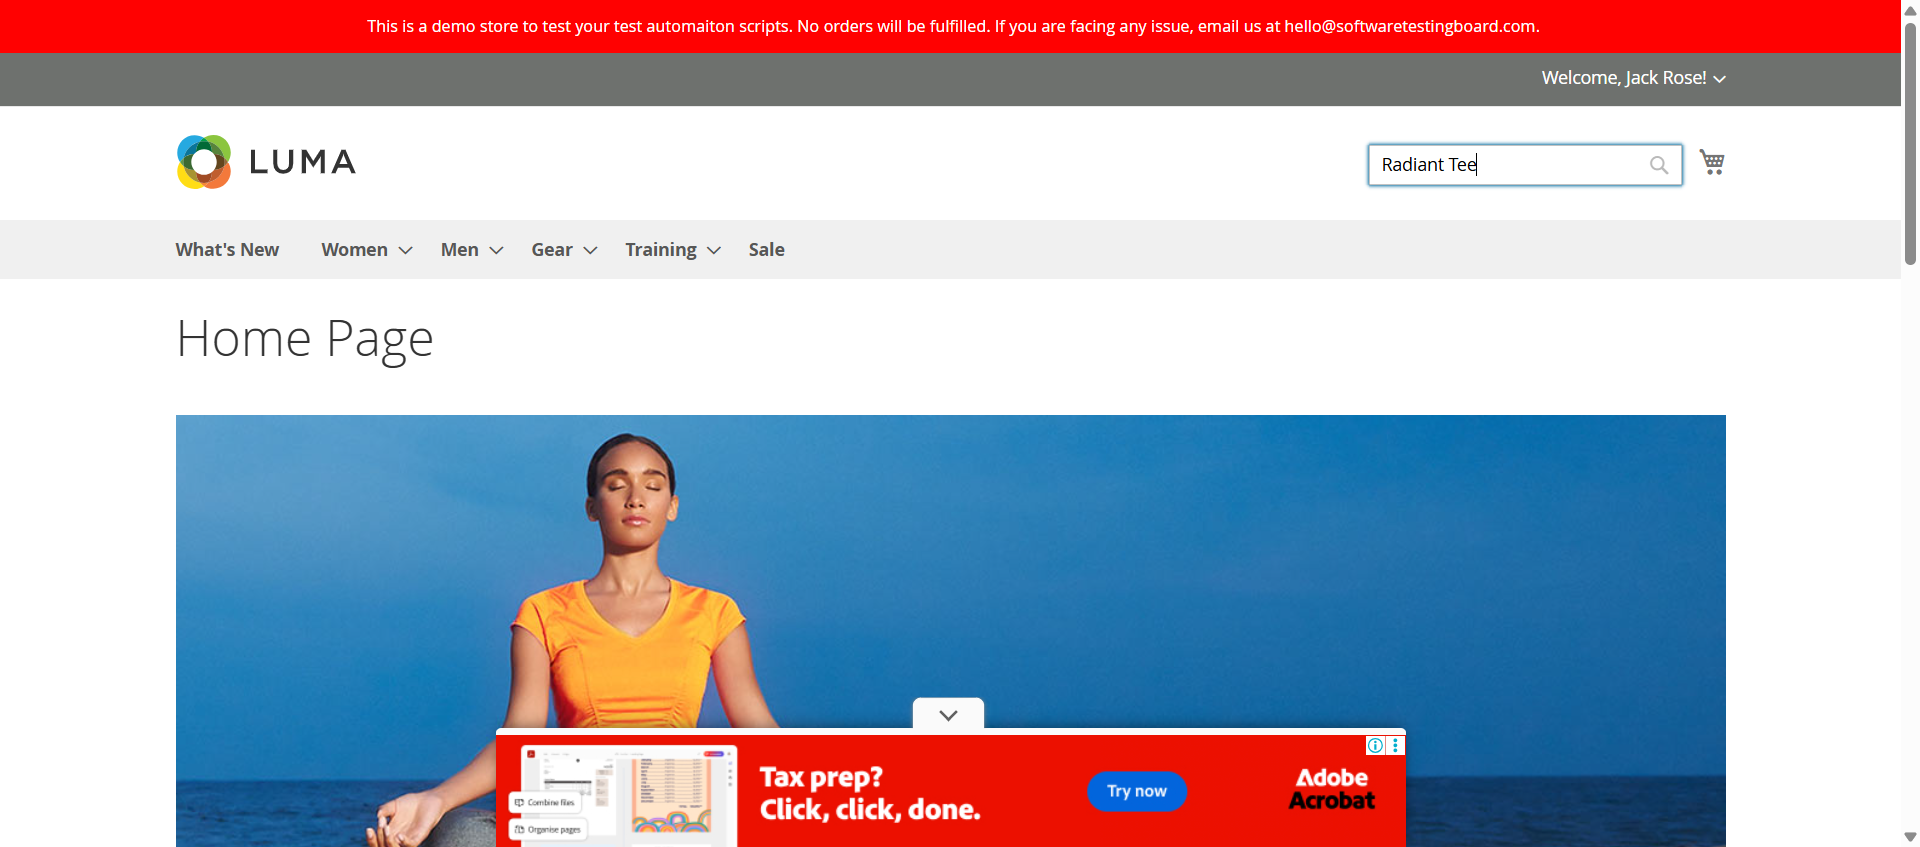 This is a demo store to test your test automaiton scripts. No orders will be fulfilled. If you are facing any issue, email us at hello@softwaretestingboard.com.
Welcome, Jack Rose!
LUMA
Radiant Tee
What's New Women Men Gear Training Sale
Home Page
Tax prep?
Click, click, done.
Try now
Adobe
Acrobat
Combine files
Organise pages